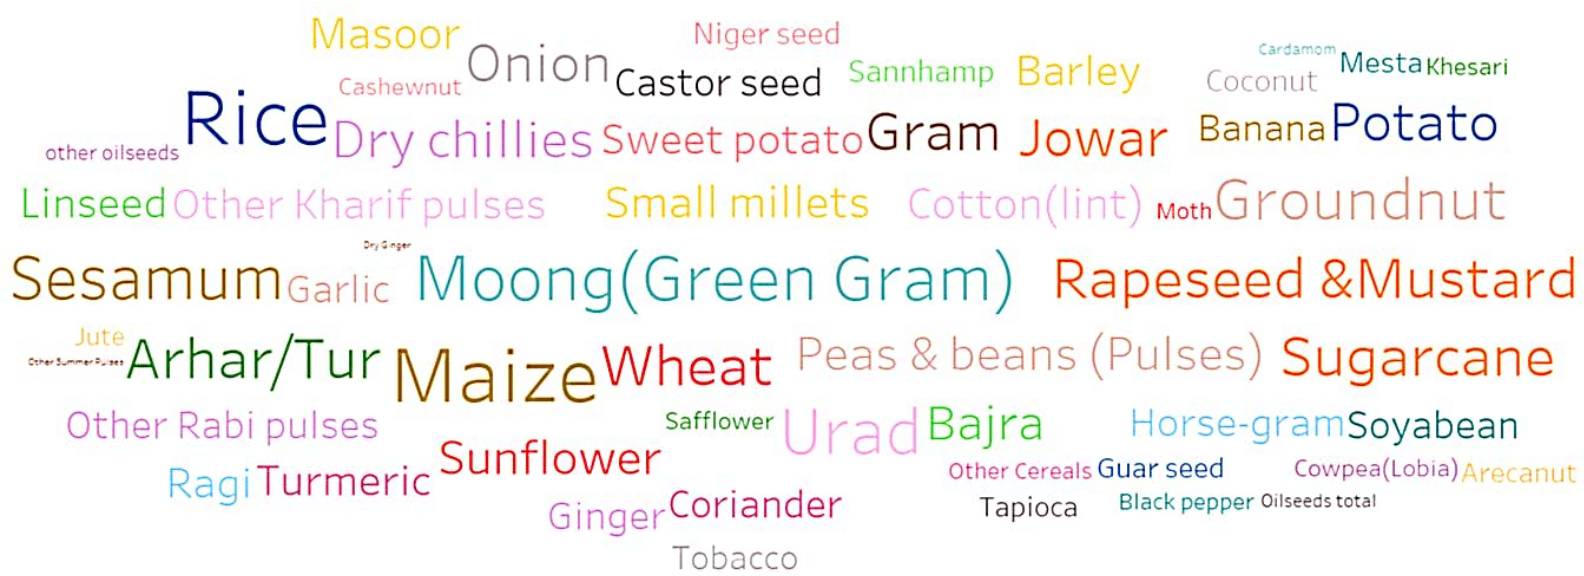 Masoor Niger seed
Onion Cardamom Mesta Khesari
Cashewnut Castor seed Sannhamp Barley Coconut
Rice Dry chillies Sweet potato Gram Jowar Banana Potato
other oilseeds
Linseed Other Kharif pulses Small millets Cotton(lint) Moth Groundnut
Dry Ginger
Sesamum Garlic Moong(Green Gram) Rapeseed &Mustard
Jute
Other Summer Pulses Arhar/Tur Maize Wheat Peas & beans (Pulses) Sugarcane
Other Rabi pulses Safflower Urad Bajra Horse-gram Soyabean
Ragi Turmeric Sunflower Other Cereals Guar seed Cowpea(Lobia) Arecanut
Ginger Coriander Tapioca Black pepper Oilseeds total
Tobacco